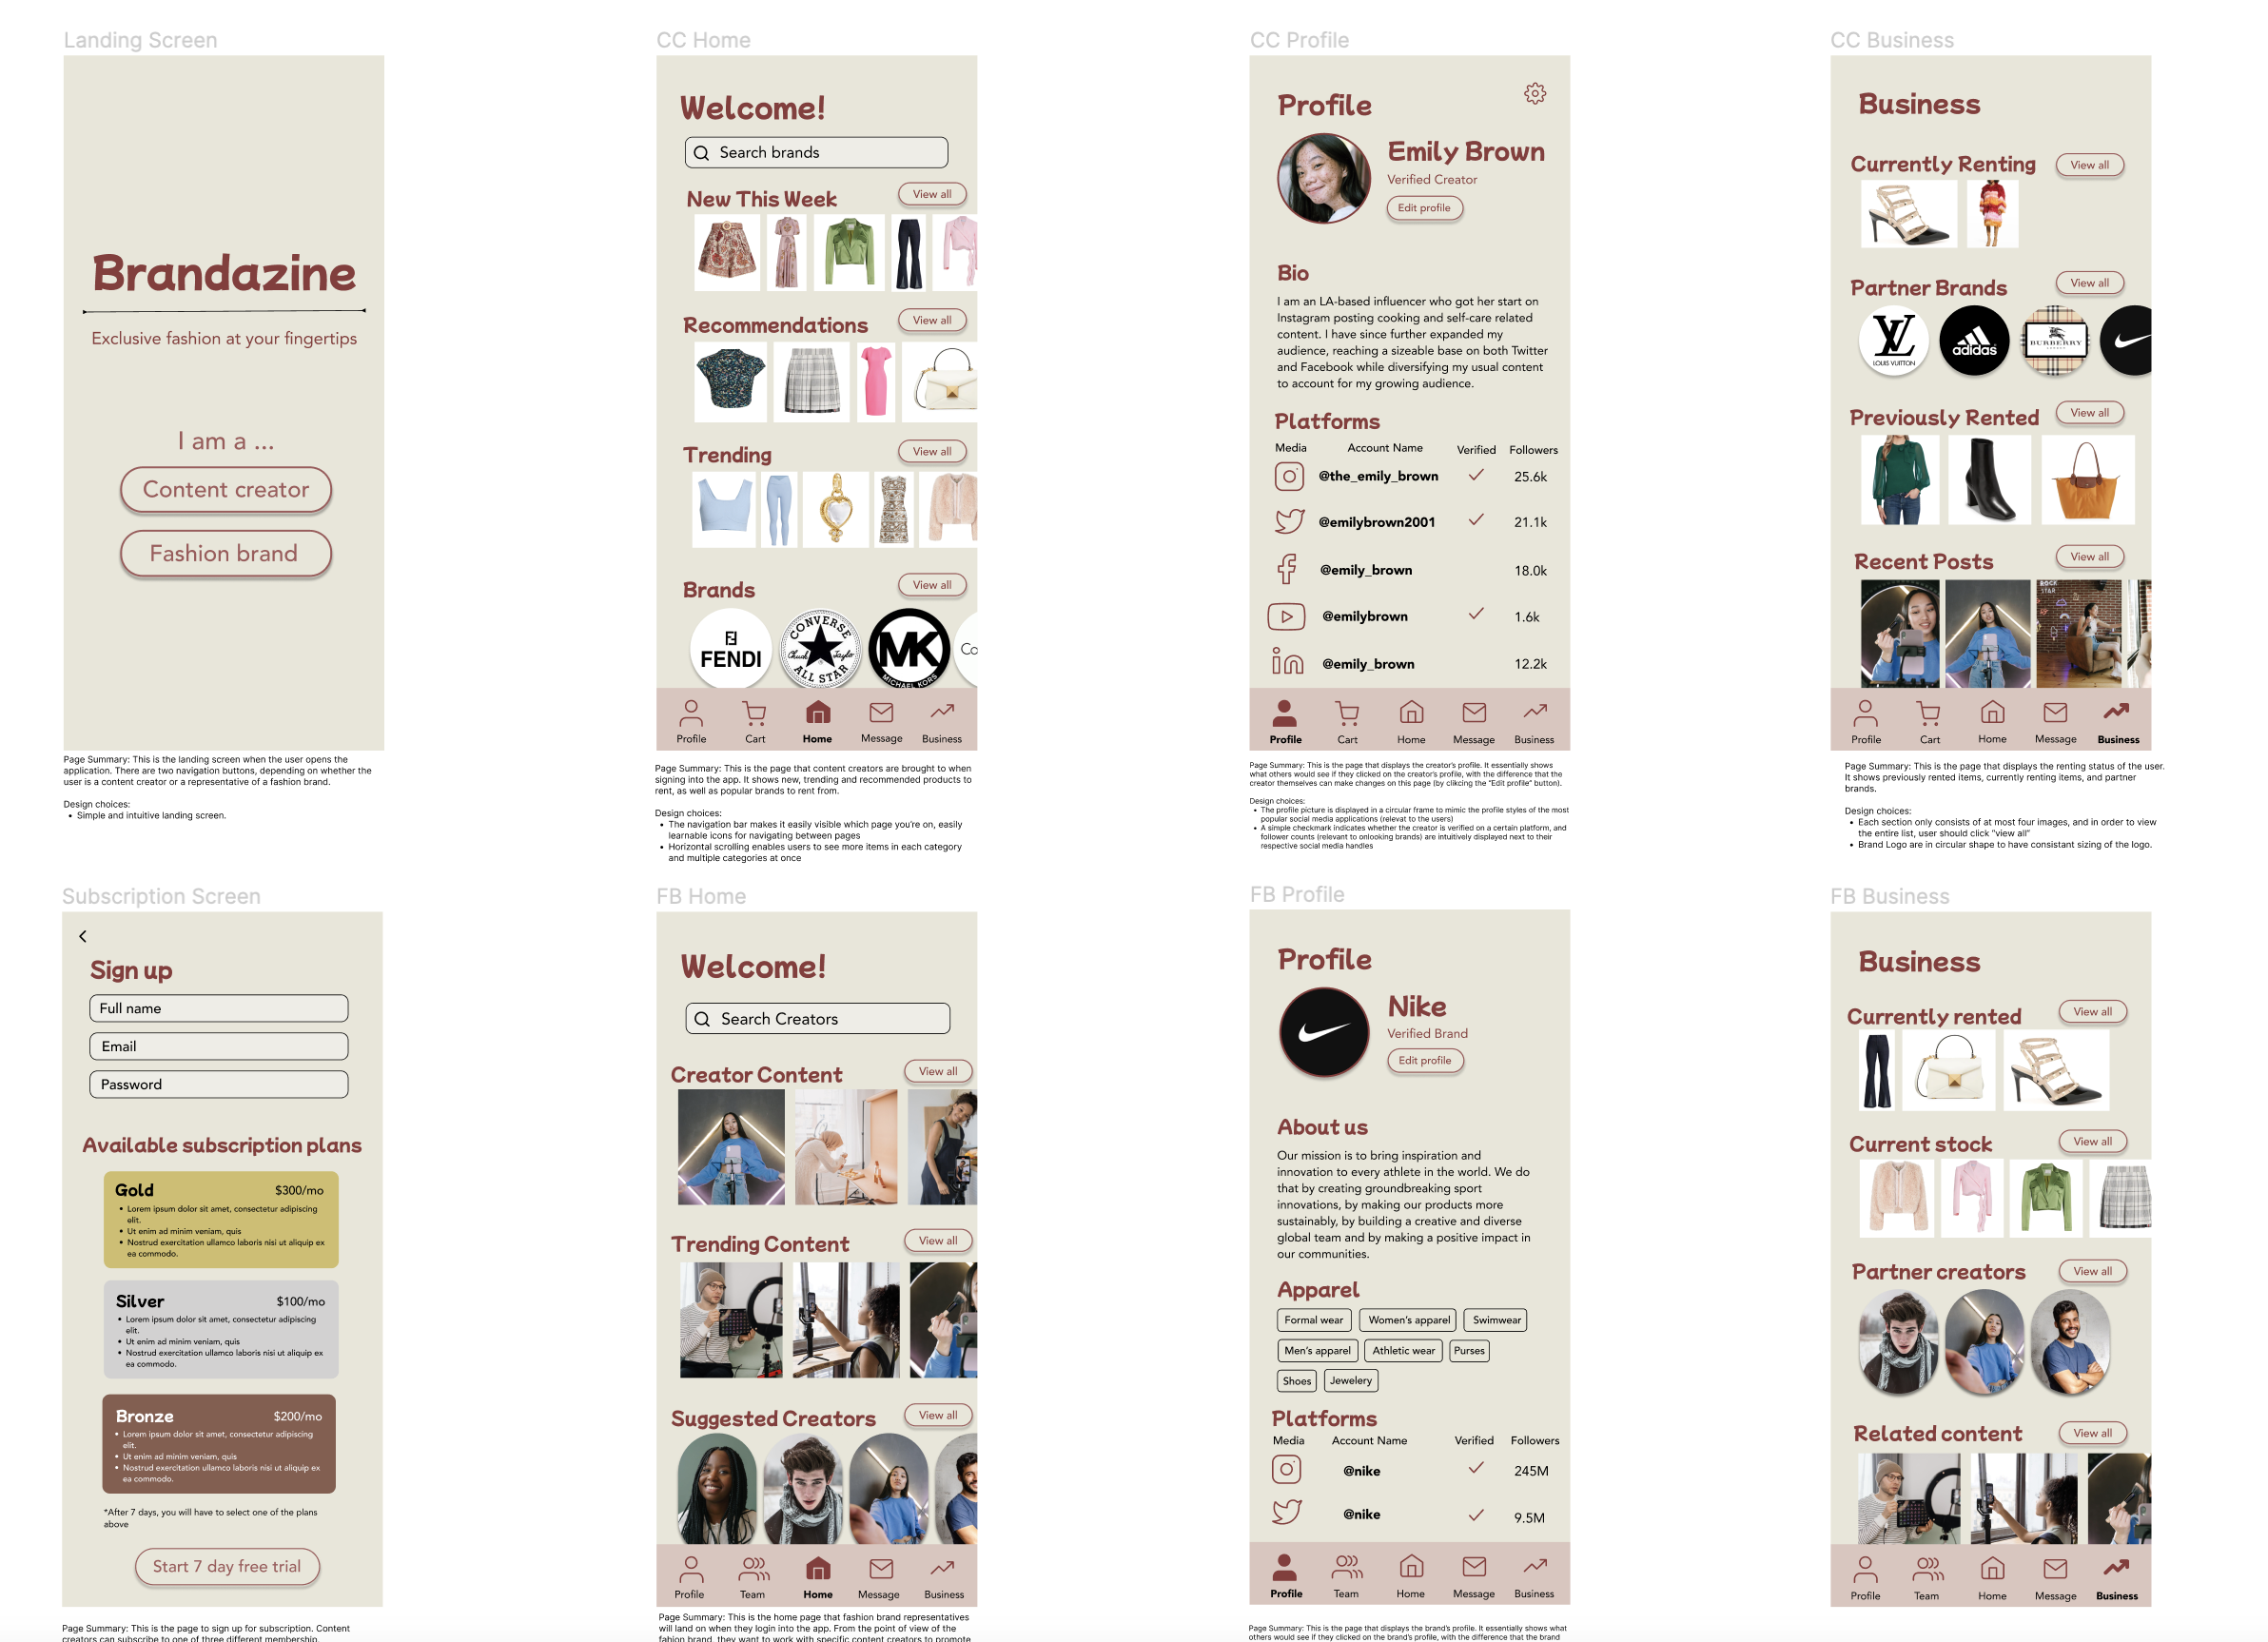 Landing Screen
Brandazine
Exclusive fashion at your fingertips
I am a ...
Content creator
Fashion brand
Page Summary: This is the landing screen when the user opens the
application. There are two navigation buttons, depending on whether the
user is a content creator or a representative of a fashion brand.
Design choices:
• Simple and intuitive landing screen.
CC Home
Welcome!
Search brands
New This Week
View all
Recommendations
View all
Trending
View all
Brands
View all
FENDI
CONVERSE
Chuck Taylor
ALL STAR
MK
MICHAEL KORS
Co
Profile
Cart
Home
Message
Business
Page Summary: This is the page that content creators are brought to when
signing into the app. It shows new, trending and recommended products to
rent, as well as popular brands to rent from.
Design choices:
• The navigation bar makes it easily visible which page you're on, easily
learnable icons for navigating between pages
• Horizontal scrolling enables users to see more items in each category
and multiple categories at once
CC Profile
Profile
Emily Brown
Verified Creator
Edit profile
Bio
I am an LA-based influencer who got her start on
Instagram posting cooking and self-care related
content. I have since further expanded my
audience, reaching a sizeable base on both Twitter
and Facebook while diversifying my usual content
to account for my growing audience.
Platforms
Media Account Name Verified Followers
@the_emily_brown 25.6k
@emilybrown2001 21.1k
@emily_brown 18.0k
@emilybrown 1.6k
in @emily_brown 12.2k
Profile
Cart
Home
Message
Business
Page Summary: This is the page that displays the creator's profile. It essentially shows
what others would see if they clicked on the creator's profile, with the difference that the
creator themselves can make changes on this page (by clikcing the "Edit profile" button).
Design choices:
• The profile picture is displayed in a circular frame to mimic the profile styles of the most
popular social media applications (relevat to the users)
• A simple checkmark indicates whether the creator is verified on a certain platform, and
follower counts (relevant to onlooking brands) are intuitively displayed next to their
respective social media handles
CC Business
Business
Currently Renting
View all
Partner Brands
View all
LV
LOUIS VUITTON
adidas
BURBERRY
LONDON
Previously Rented
View all
Recent Posts
View all
ROCK
STAR
Profile
Cart
Home
Message
Business
Page Summary: This is the page that displays the renting status of the user.
It shows previously rented items, currently renting items, and partner
brands.
Design choices:
• Each section only consists of at most four images, and in order to view
the entire list, user should click "view all"
• Brand Logo are in circular shape to have consistant sizing of the logo.
Subscription Screen
Sign up
Full name
Email
Password
Available subscription plans
Gold $300/mo
• Lorem ipsum dolor sit amet, consectetur adipiscing
elit.
• Ut enim ad minim veniam, quis
• Nostrud exercitation ullamco laboris nisi ut aliquip ex
ea commodo.
Silver $100/mo
• Lorem ipsum dolor sit amet, consectetur adipiscing
elit.
• Ut enim ad minim veniam, quis
• Nostrud exercitation ullamco laboris nisi ut aliquip ex
ea commodo.
Bronze $200/mo
• Lorem ipsum dolor sit amet, consectetur adipiscing
elit.
• Ut enim ad minim veniam, quis
• Nostrud exercitation ullamco laboris nisi ut aliquip ex
ea commodo.
*After 7 days, you will have to select one of the plans
above
Start 7 day free trial
Page Summary: This is the page to sign up for subscription. Content
creators can subscribe to one of three different membership.
FB Home
Welcome!
Search Creators
Creator Content
View all
Trending Content
View all
Suggested Creators
View all
Profile
Team
Home
Message
Business
Page Summary: This is the home page that fashion brand representatives
will land on when they login into the app. From the point of view of the
fahion brand, they want to work with specific content creators to promote
FB Profile
Profile
Nike
Verified Brand
Edit profile
About us
Our mission is to bring inspiration and
innovation to every athlete in the world. We do
that by creating groundbreaking sport
innovations, by making our products more
sustainably, by building a creative and diverse
global team and by making a positive impact in
our communities.
Apparel
Formal wear
Women's apparel
Swimwear
Men's apparel
Athletic wear
Purses
Shoes
Jewelery
Platforms
Media Account Name Verified Followers
@nike 245M
@nike 9.5M
Profile
Team
Home
Message
Business
Page Summary: This is the page that displays the brand's profile. It essentially shows what
others would see if they clicked on the brand's profile, with the difference that the brand
FB Business
Business
Currently rented
View all
Current stock
View all
Partner creators
View all
Related content
View all
Profile
Team
Home
Message
Business